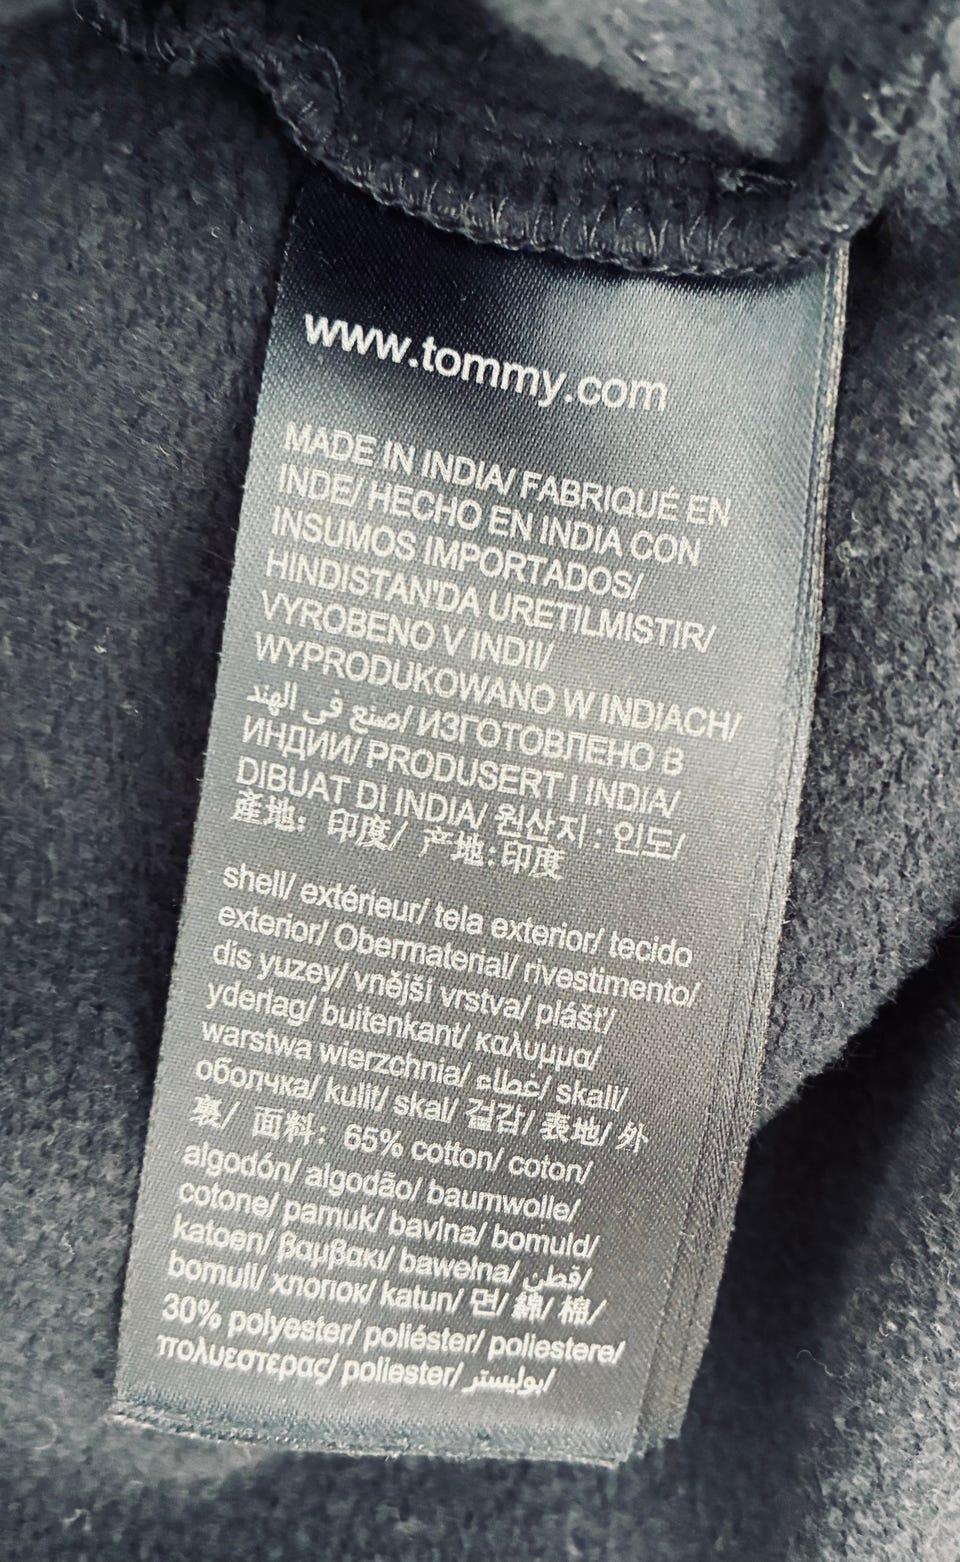 www.tommy.com
MADE IN INDIA/ FABRIQUÉ EN
INDE/ HECHO EN INDIA CON
INSUMOS IMPORTADOS/
HINDISTAN'DA URETILMISTIR/
VYROBENO V INDII/
WYPRODUKOWANO W INDIACH/
صنع في الهند/ ИЗГОТОВЛЕНО В
ИНДИИ/ PRODUSERT I INDIA/
DIBUAT DI INDIA/ 원산지 : 인도/
產地: 印度/ 产地:印度
shell/ extérieur/ tela exterior/ tecido
exterior/ Obermaterial/ rivestimento/
dis yuzey/ vnější vrstva/ plášť/
yderlag/ buitenkant/ καλυμμα/
warstwa wierzchnia/ غطاء/ skall/
оболчка/ kulit/ skal/ 겉감/ 表地/ 外
裏/ 面料: 65% cotton/ coton/
algodón/ algodão/ baumwolle/
cotone/ pamuk/ bavlna/ bomuld/
katoen/ βαμβακι/ bawełna/ قطن/
bomull/ хлопок/ katun/ 면/ 綿/ 棉/
30% polyester/ poliéster/ poliestere/
πολυεστερας/ poliester/ بوليستر/